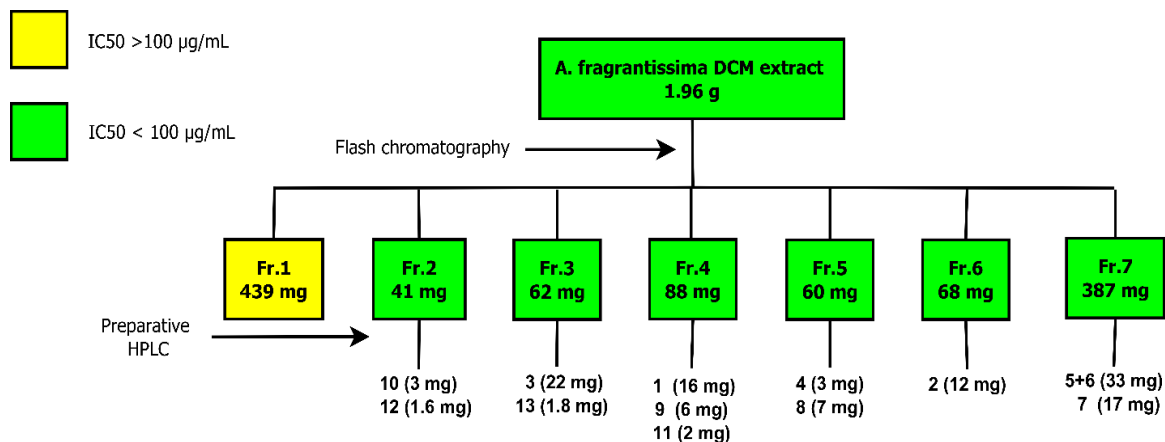 IC50 >100 µg/mL
IC50 < 100 µg/mL
A. fragrantissima DCM extract
1.96 g
Flash chromatography
Fr.1
439 mg
Fr.2
41 mg
Fr.3
62 mg
Fr.4
88 mg
Fr.5
60 mg
Fr.6
68 mg
Fr.7
387 mg
Preparative
HPLC
10 (3 mg)
12 (1.6 mg)
3 (22 mg)
13 (1.8 mg)
1 (16 mg)
9 (6 mg)
11 (2 mg)
4 (3 mg)
8 (7 mg)
2 (12 mg)
5+6 (33 mg)
7 (17 mg)